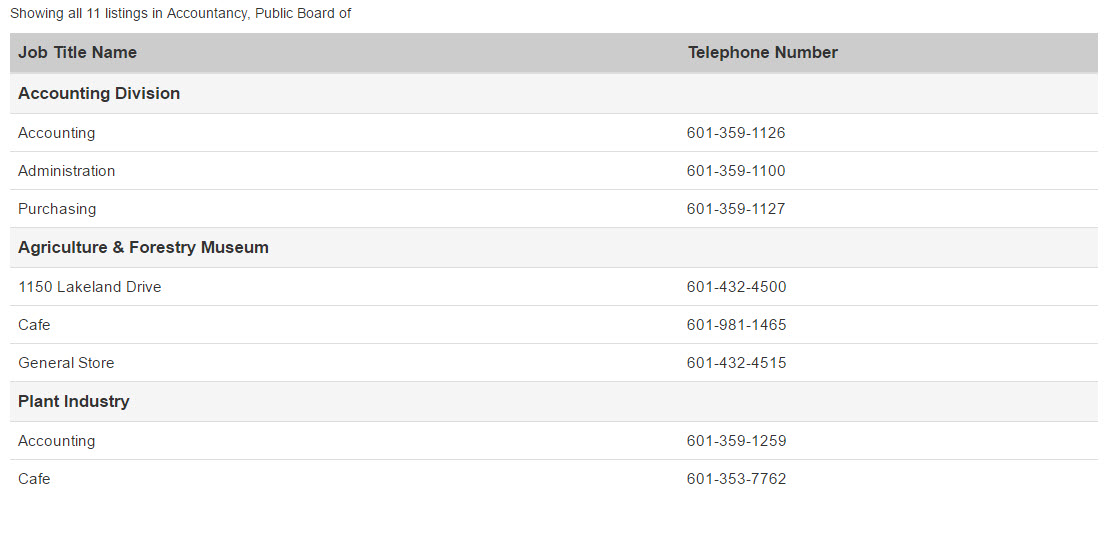 Showing all 11 listings in Accountancy, Public Board of
Job Title Name Telephone Number
Accounting Division
Accounting 601-359-1126
Administration 601-359-1100
Purchasing 601-359-1127
Agriculture & Forestry Museum
1150 Lakeland Drive 601-432-4500
Cafe 601-981-1465
General Store 601-432-4515
Plant Industry
Accounting 601-359-1259
Cafe 601-353-7762